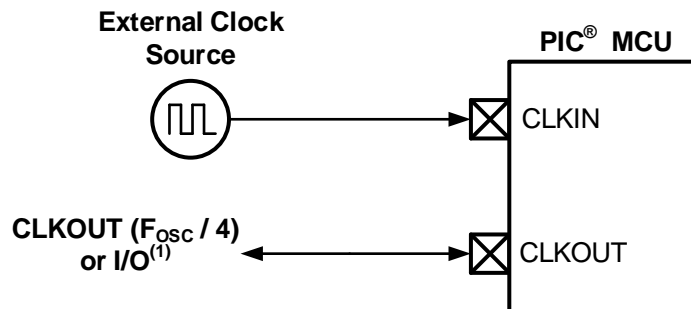 External Clock
Source
PIC® MCU
CLKIN
CLKOUT (FOSC / 4)
or I/O(1)
CLKOUT